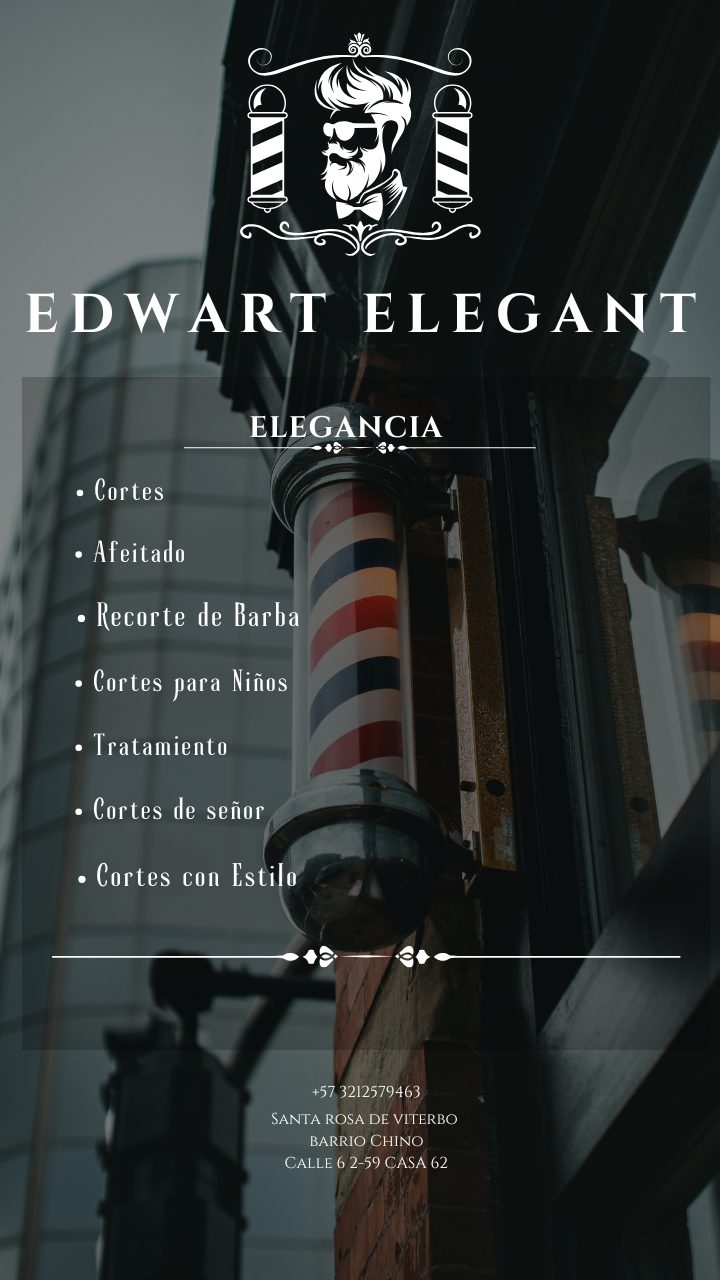 EDWART ELEGANT
ELEGANCIA
• Cortes
• Afeitado
• Recorte de Barba
• Cortes para Niños
• Tratamiento
• Cortes de señor
• Cortes con Estilo
+57 3212579463
SANTA ROSA DE VITERBO
BARRIO CHINO
CALLE 6 2-59 CASA 62